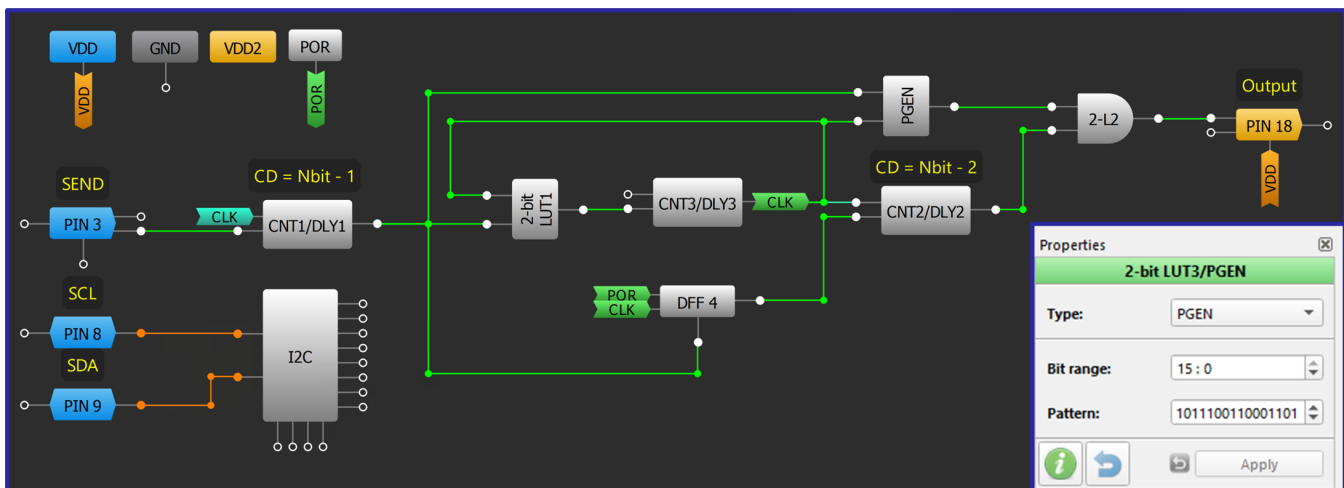 VDD
GND
VDD2
POR
VDD
POR
SEND
PIN 3
CLK
CD = Nbit - 1
CNT1/DLY1
2-bit
LUT1
CNT3/DLY3
CLK
CD = Nbit - 2
CNT2/DLY2
PGEN
2-L2
Output
PIN 18
VDD
POR
CLK
DFF 4
SCL
PIN 8
SDA
PIN 9
I2C
Properties
2-bit LUT3/PGEN
Type: PGEN
Bit range: 15 : 0
Pattern: 1011100110001101
Apply